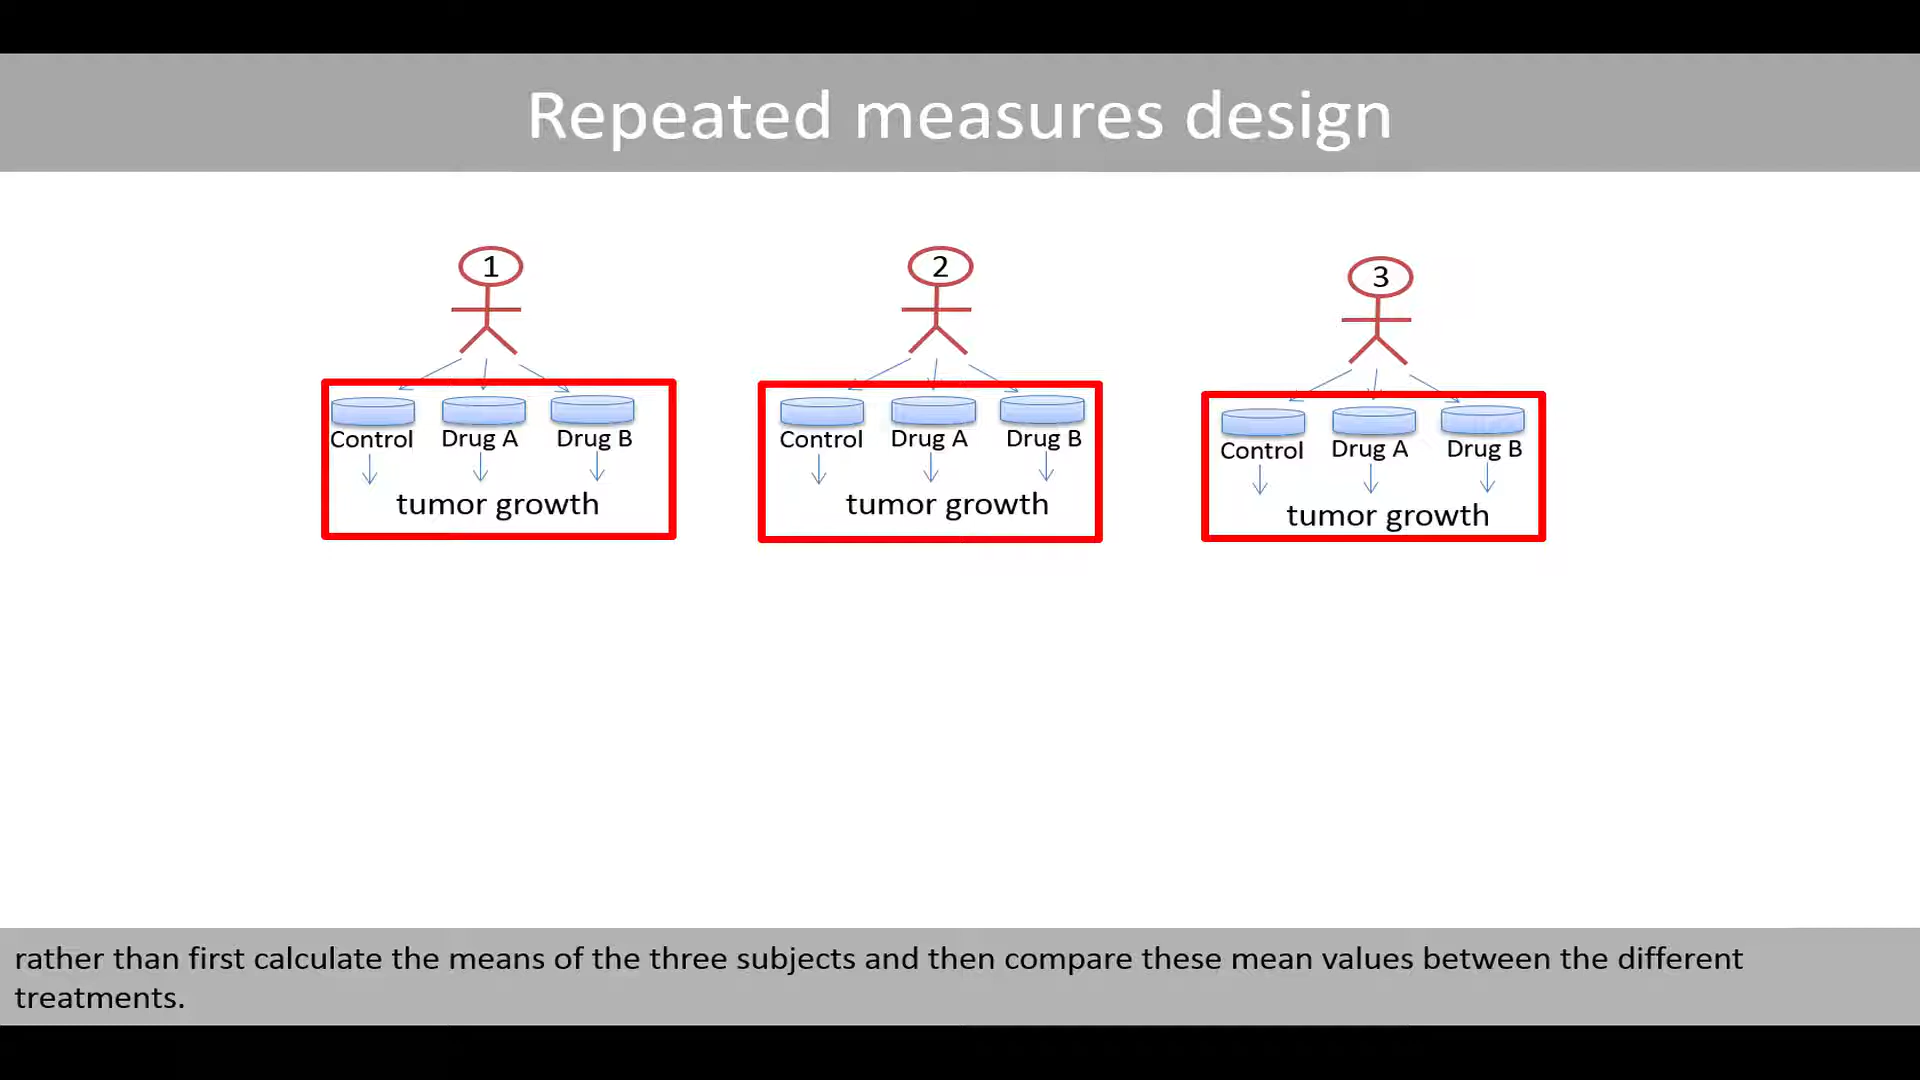 Repeated measures design
1
2
3
Control Drug A Drug B
tumor growth
Control Drug A Drug B
tumor growth
Control Drug A Drug B
tumor growth
rather than first calculate the means of the three subjects and then compare these mean values between the different
treatments.